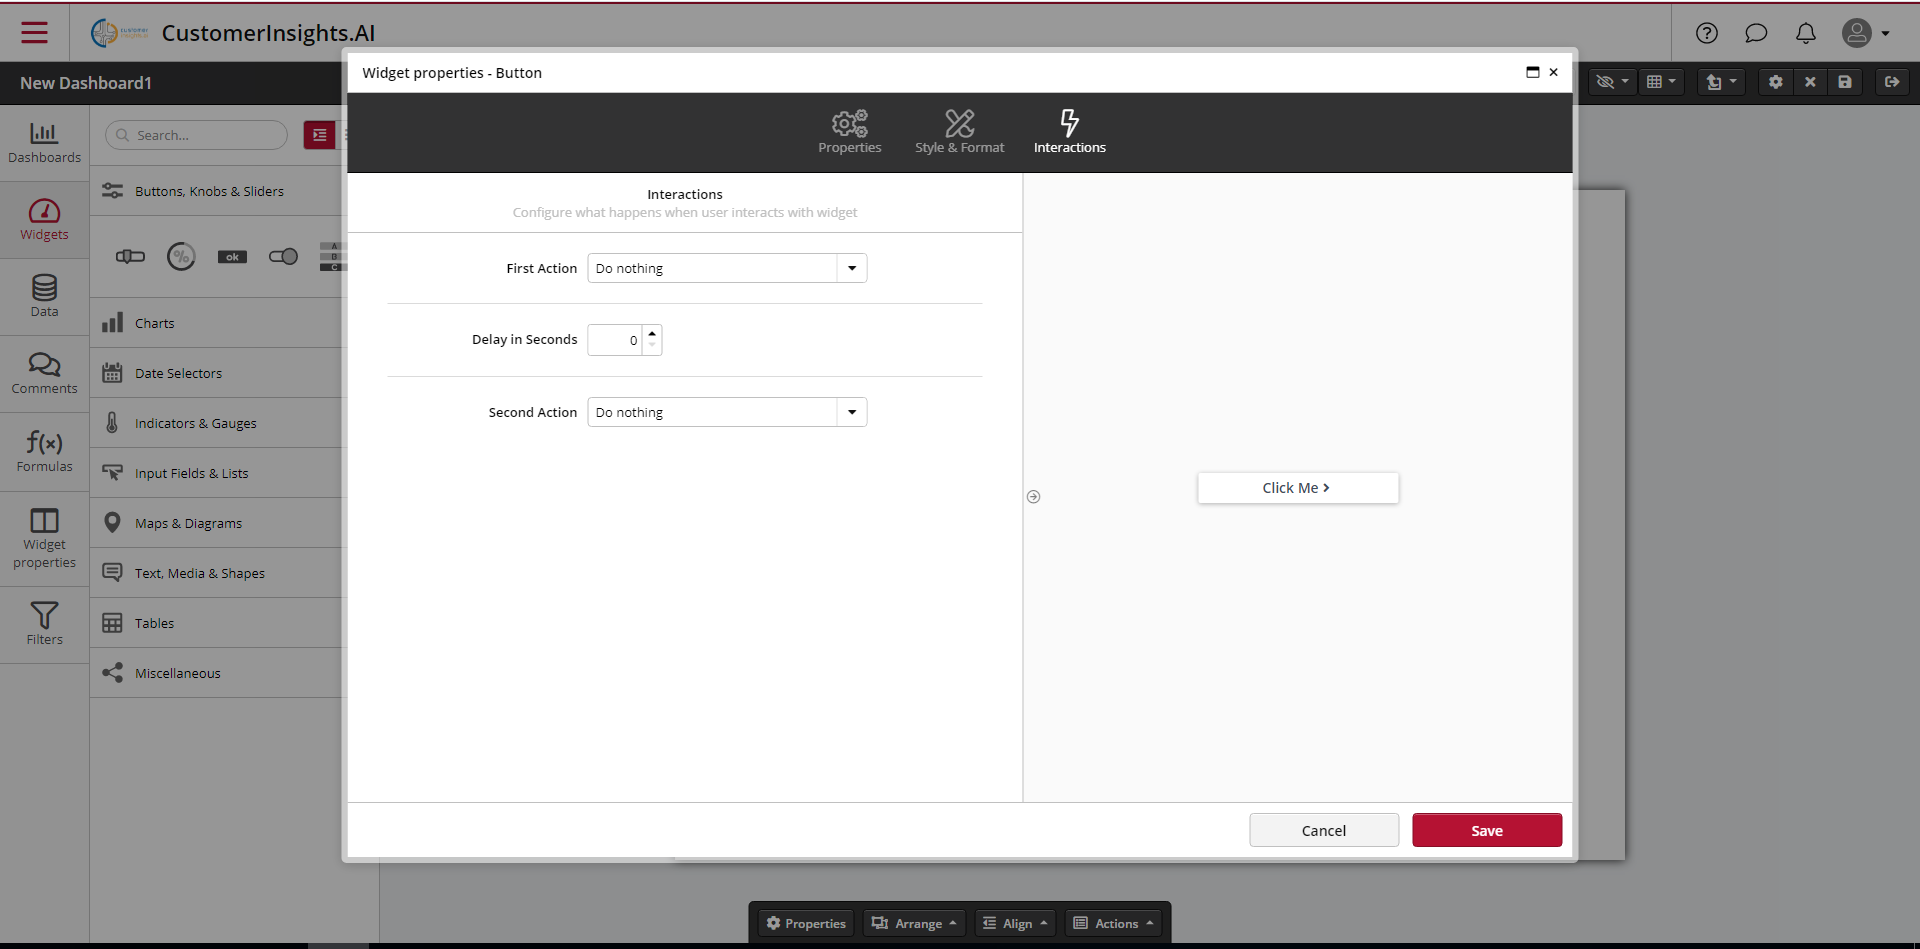 CustomerInsights.AI
New Dashboard1
Widget properties - Button
Properties
Style & Format
Interactions
Dashboards
Widgets
Data
Comments
Formulas
f(x)
Widget
properties
Filters
Search...
Buttons, Knobs & Sliders
%
ok
A
B
C
Charts
Date Selectors
Indicators & Gauges
Input Fields & Lists
Maps & Diagrams
Text, Media & Shapes
Tables
Miscellaneous
Interactions
Configure what happens when user interacts with widget
First Action
Do nothing
Delay in Seconds
0
Second Action
Do nothing
Click Me
Cancel
Save
Properties
Arrange
Align
Actions